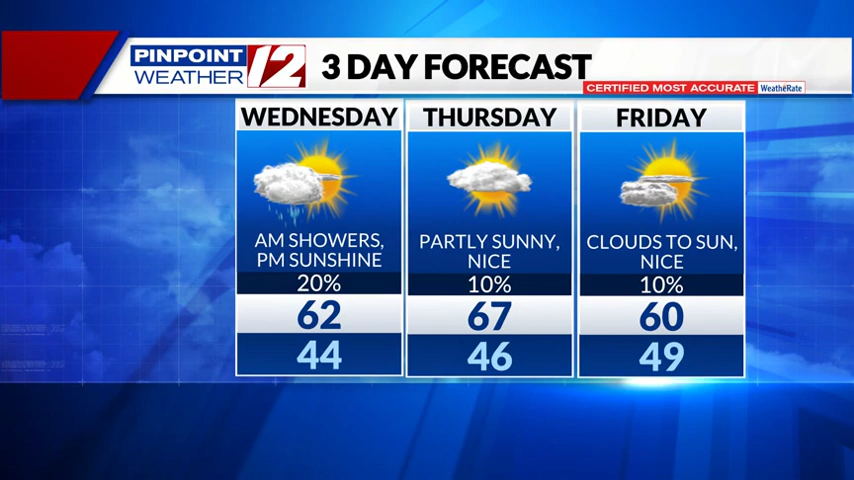 PINPOINT
WEATHER 12
3 DAY FORECAST
CERTIFIED MOST ACCURATE WeatheRate
WEDNESDAY
AM SHOWERS,
PM SUNSHINE
20%
62
44
THURSDAY
PARTLY SUNNY,
NICE
10%
67
46
FRIDAY
CLOUDS TO SUN,
NICE
10%
60
49